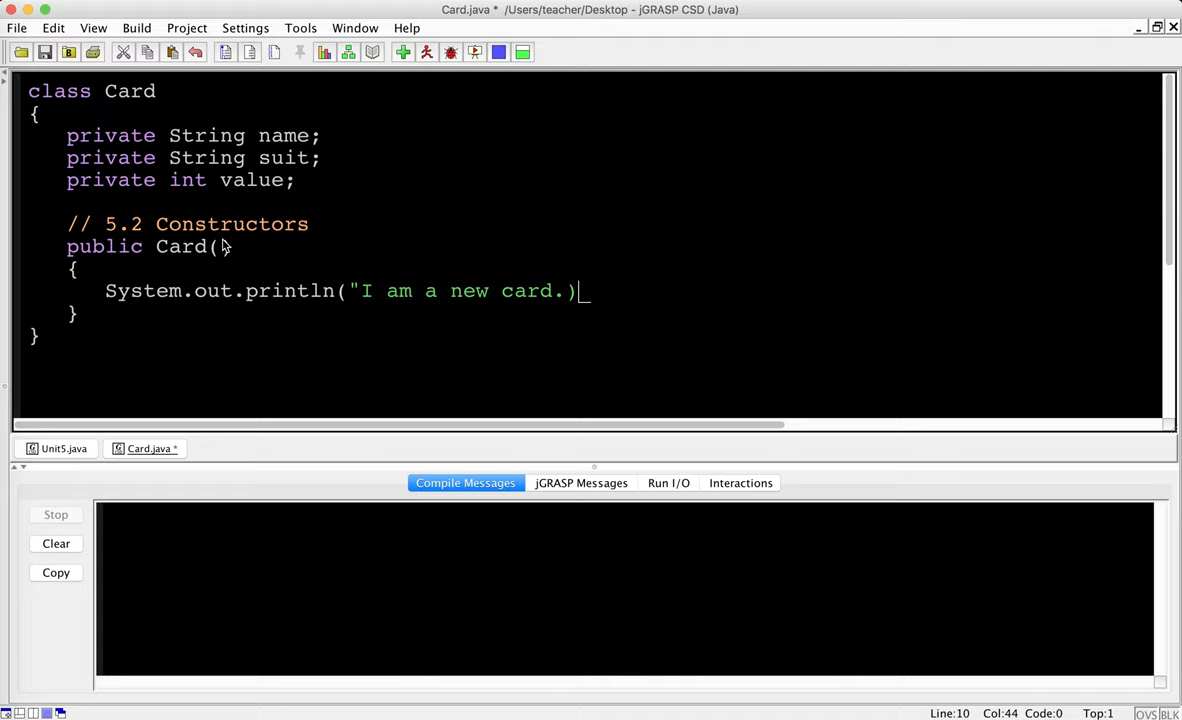 Card.java * /Users/teacher/Desktop - jGRASP CSD (Java)
File Edit View Build Project Settings Tools Window Help
class Card
{
private String name;
private String suit;
private int value;
// 5.2 Constructors
public Card()
{
System.out.println("I am a new card.)
}
}
Unit5.java Card.java *
Compile Messages jGRASP Messages Run I/O Interactions
Stop
Clear
Copy
Line:10 Col:44 Code:0 Top:1 OVS BLK